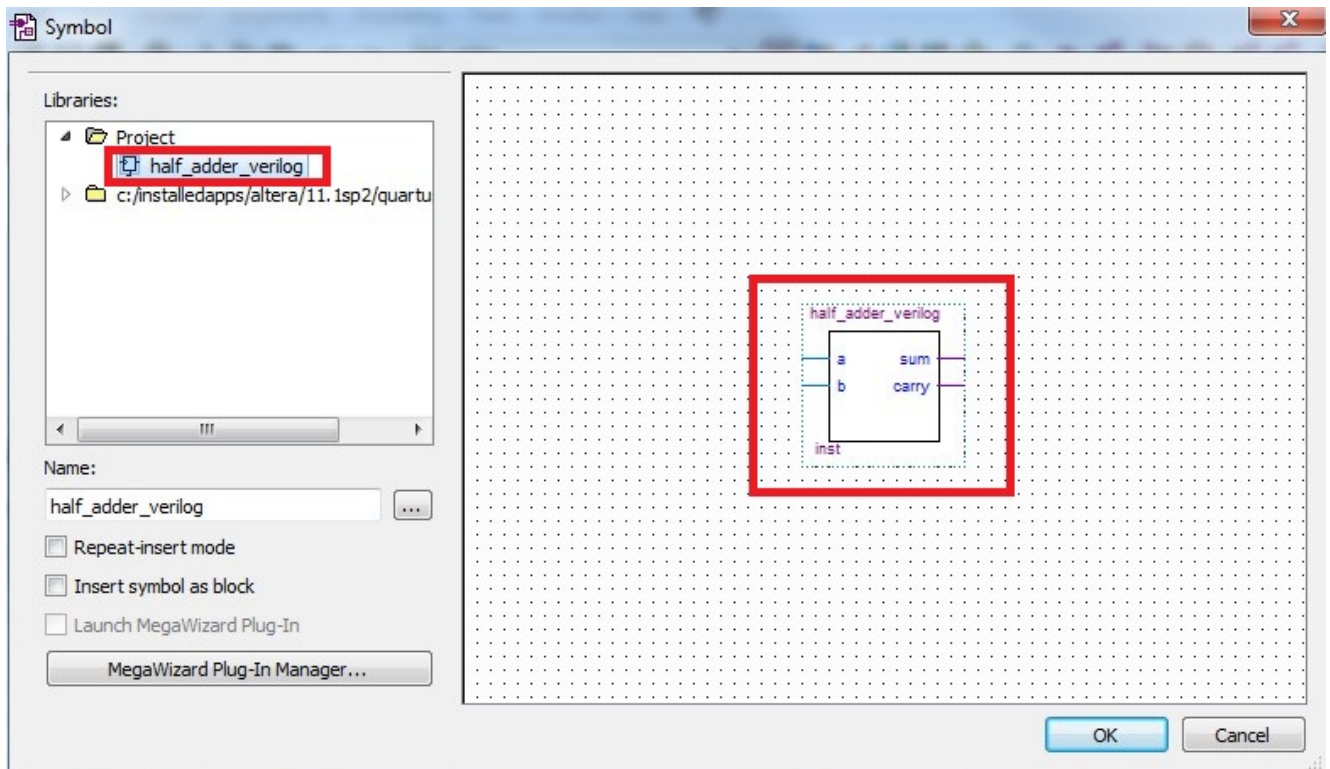 Symbol
Libraries:
Project
half_adder_verilog
c:/installedapps/altera/11.1sp2/quartu
Name:
half_adder_verilog
...
Repeat-insert mode
Insert symbol as block
Launch MegaWizard Plug-In
MegaWizard Plug-In Manager...
half_adder_verilog
a sum
b carry
inst
OK Cancel